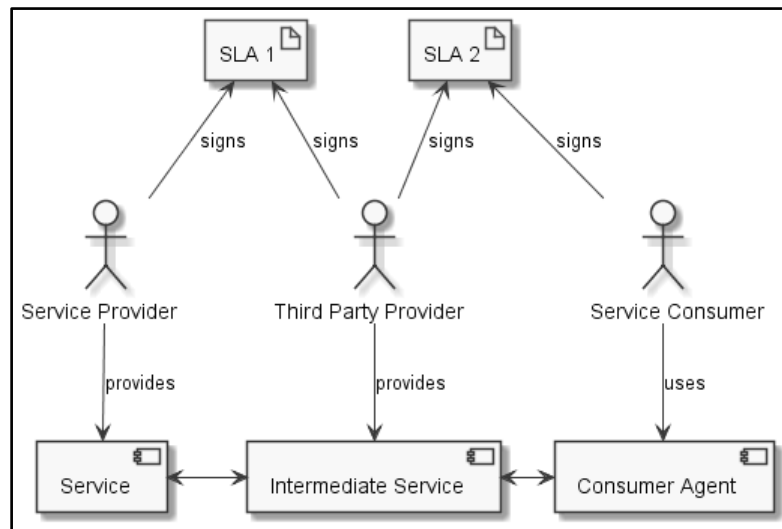 SLA 1
SLA 2
signs
signs
signs
signs
Service Provider
Third Party Provider
Service Consumer
provides
provides
uses
Service
Intermediate Service
Consumer Agent